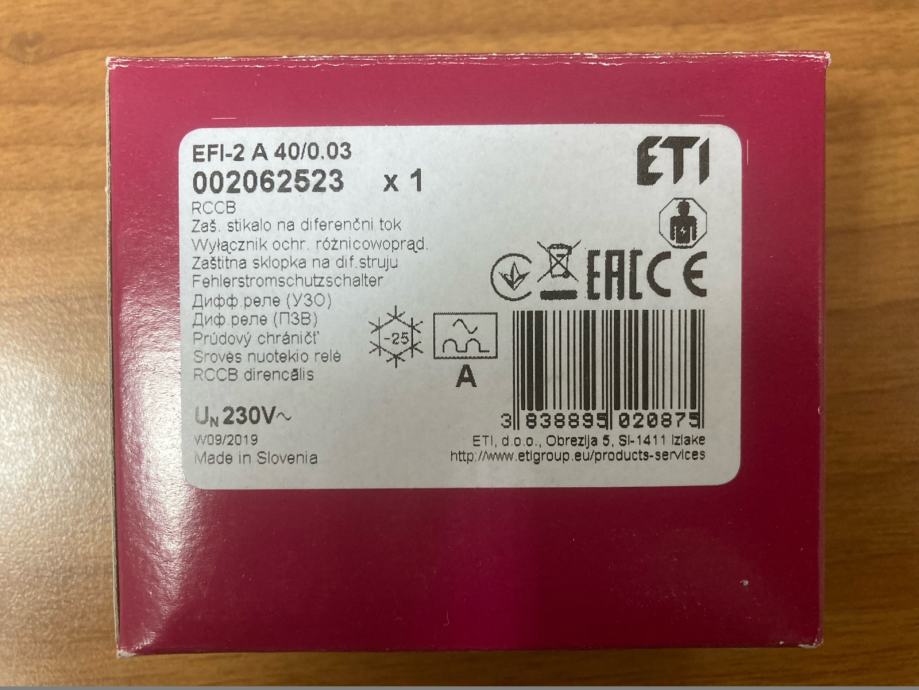 EFI-2 A 40/0.03
ETI
002062523 x 1
RCCB
Zaš. stikalo na diferenčni tok
Wyłącznik ochr. różnicowoprąd.
Zaštitna sklopka na dif.struju
Fehlerstromschutzschalter
Дифф реле (УЗО)
Диф реле (ПЗВ)
Prúdový chráničť
Srovės nuotekio relė
RCCB direncālis
-25
A
EAC CE
UN 230V~
W09/2019
Made in Slovenia
3 838895 020875
ETI, d.o.o., Obrezija 5, SI-1411 Izlake
http://www.etigroup.eu/products-services